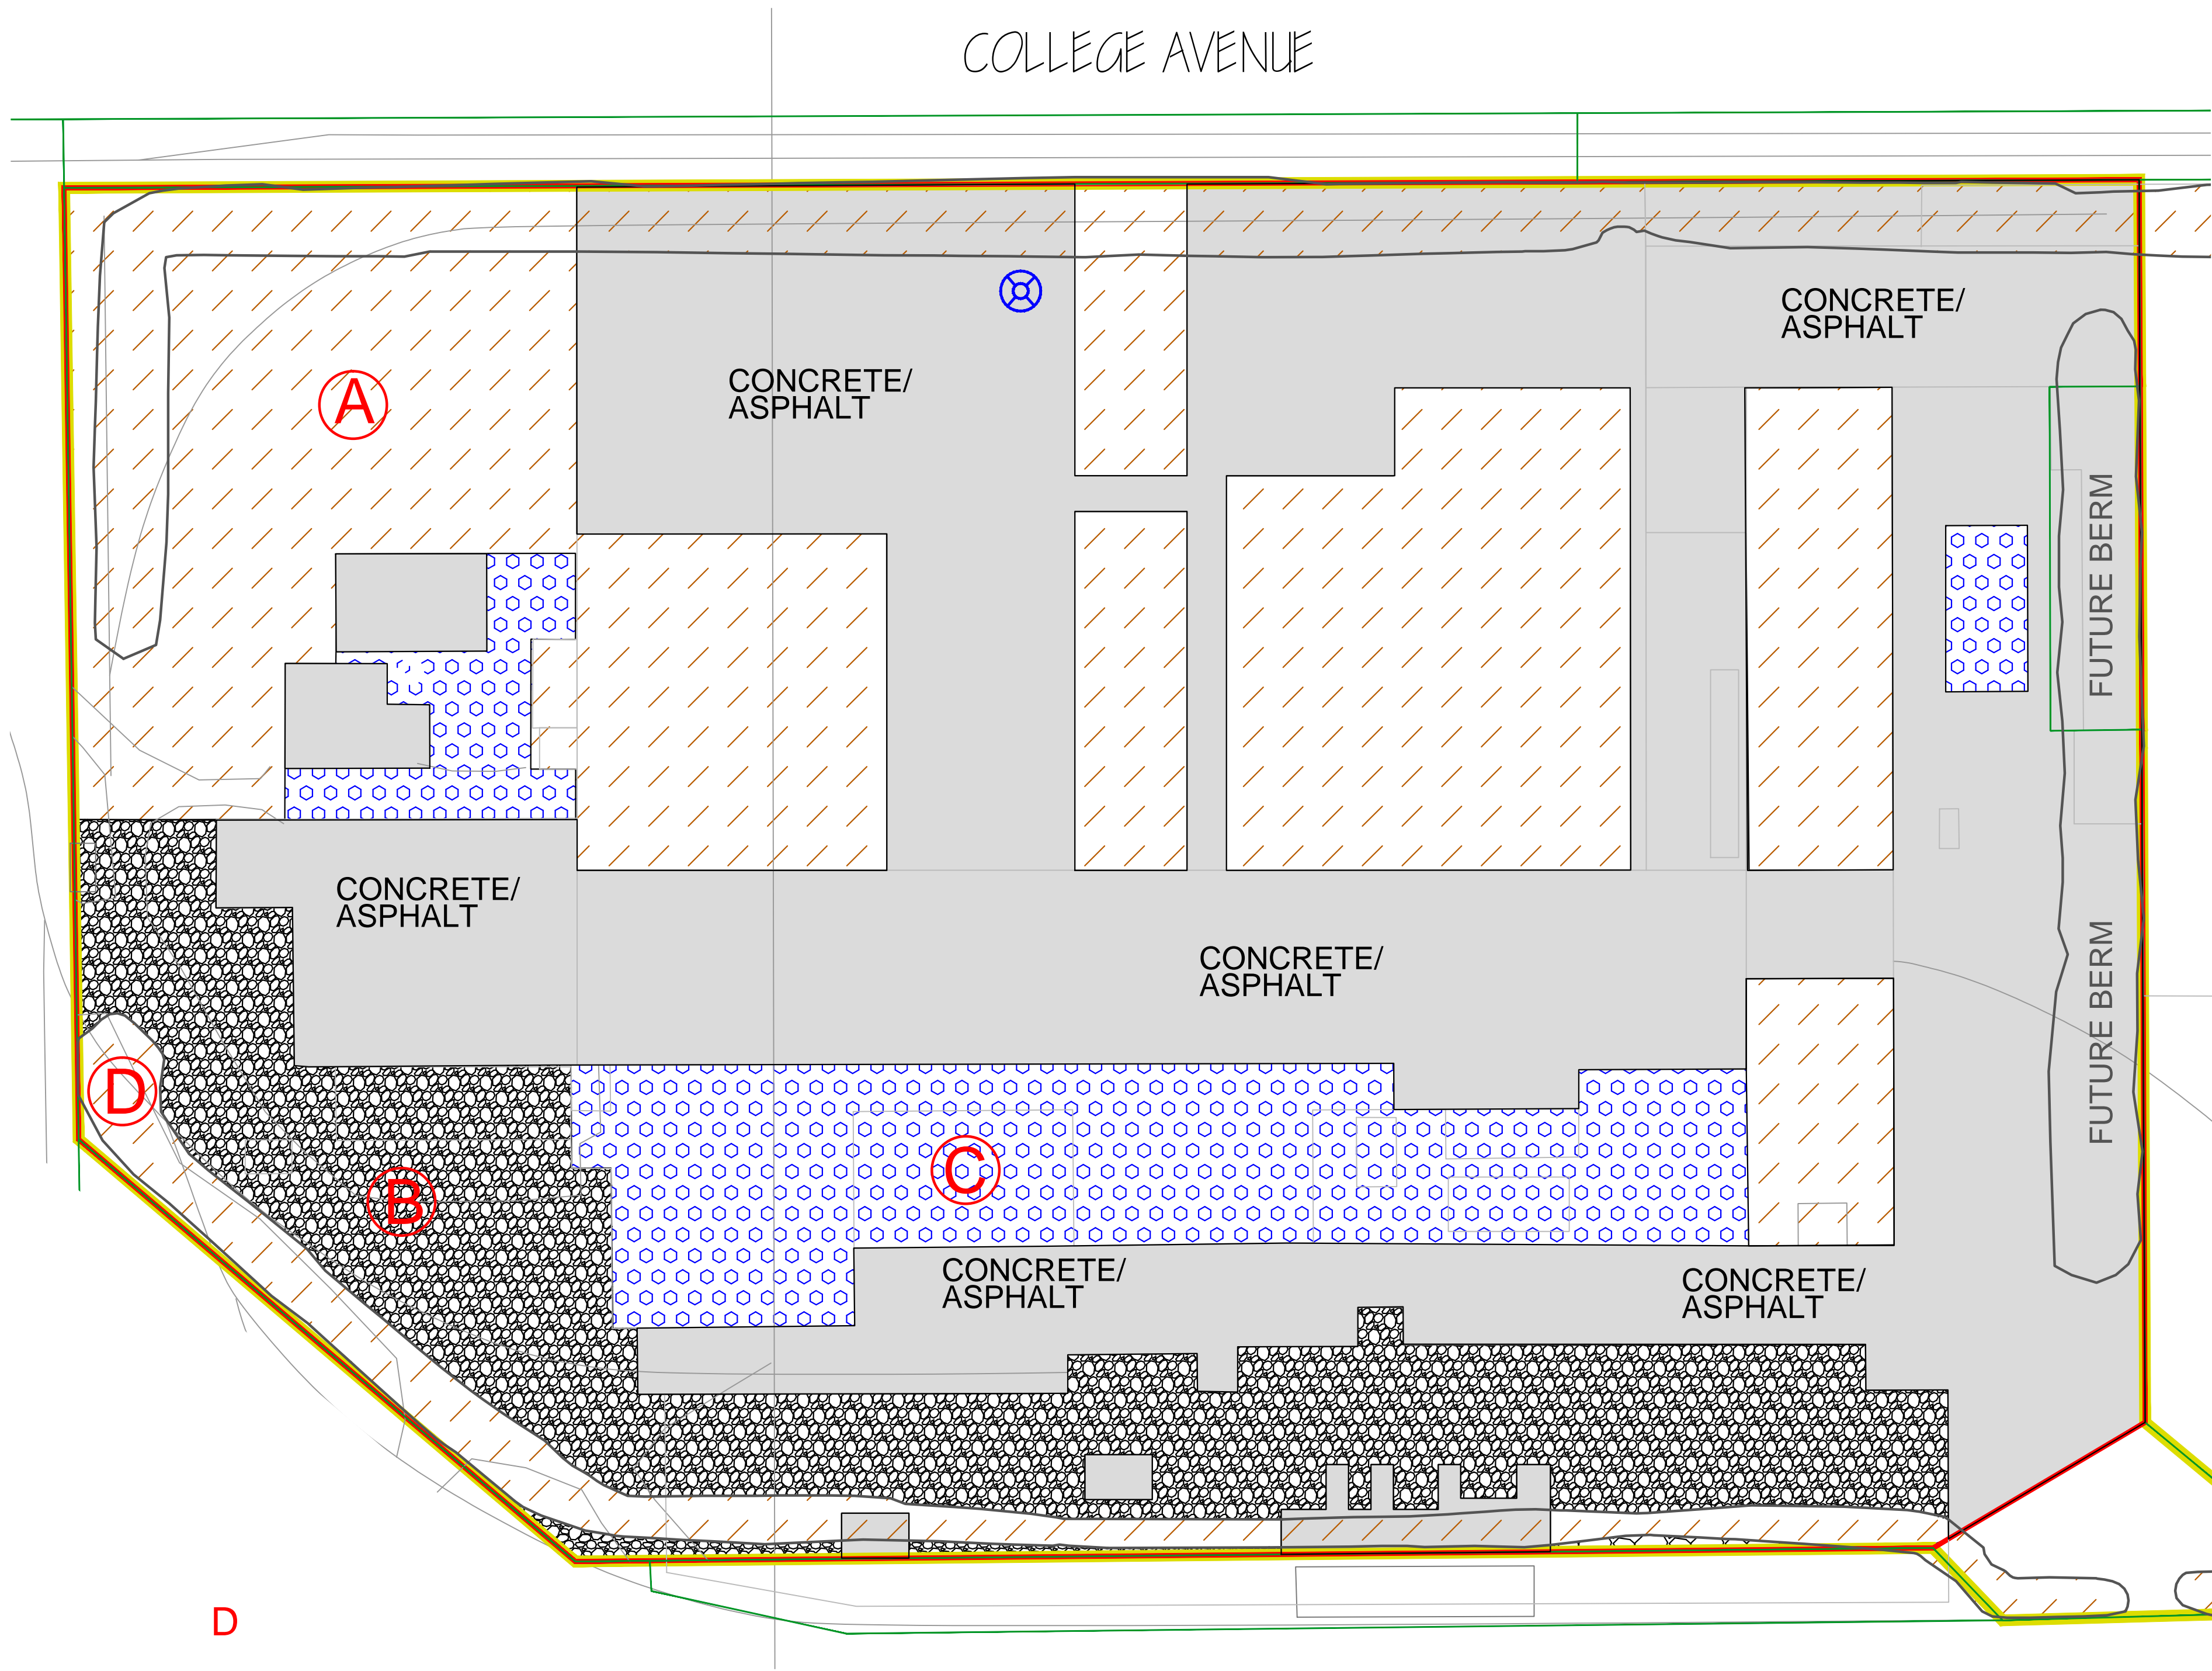 COLLEGE AVENUE
CONCRETE/
ASPHALT
CONCRETE/
ASPHALT
A
FUTURE BERM
CONCRETE/
ASPHALT
CONCRETE/
ASPHALT
FUTURE BERM
D
B
C
CONCRETE/
ASPHALT
CONCRETE/
ASPHALT
D